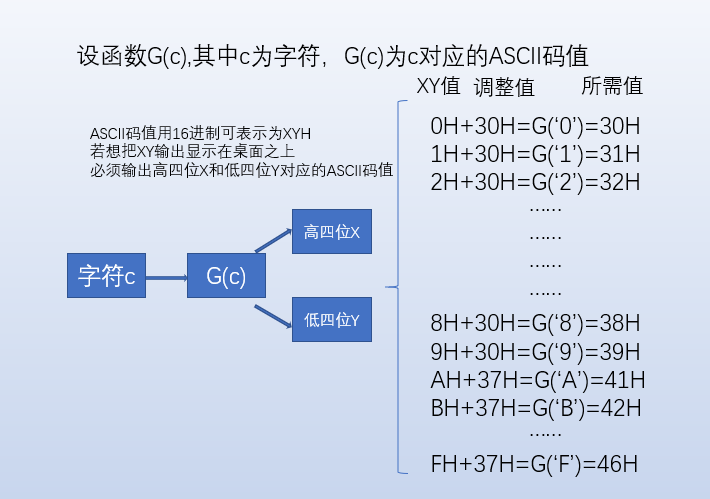 设函数G(c),其中c为字符，G(c)为c对应的ASCII码值
XY值 调整值 所需值
ASCII码值用16进制可表示为XYH
若想把XY输出显示在桌面之上
必须输出高四位X和低四位Y对应的ASCII码值
字符c
G(c)
高四位X
低四位Y
0H+30H=G(‘0’)=30H
1H+30H=G(‘1’)=31H
2H+30H=G(‘2’)=32H
……
……
……
……
8H+30H=G(‘8’)=38H
9H+30H=G(‘9’)=39H
AH+37H=G(‘A’)=41H
BH+37H=G(‘B’)=42H
……
FH+37H=G(‘F’)=46H